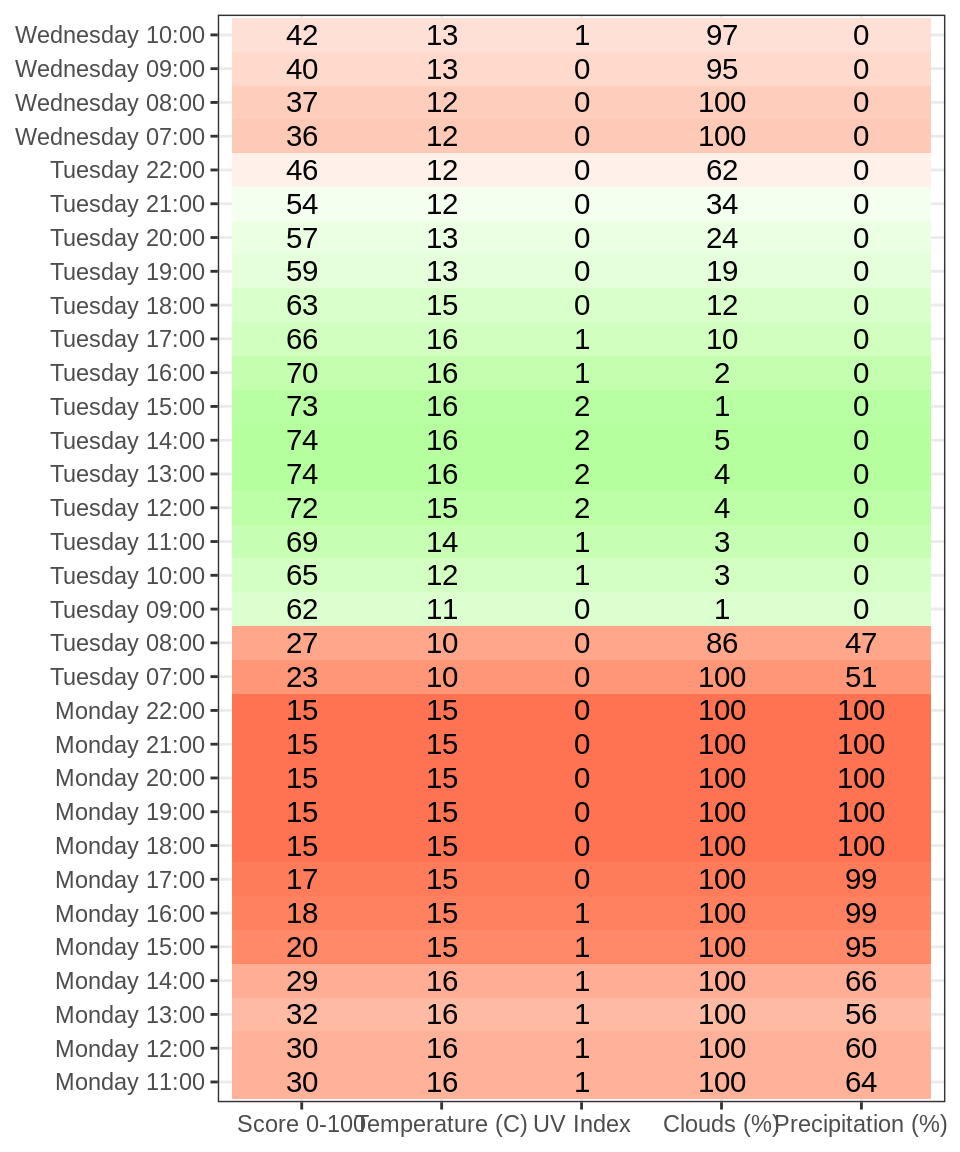 Wednesday 10:00 42 13 1 97 0
Wednesday 09:00 40 13 0 95 0
Wednesday 08:00 37 12 0 100 0
Wednesday 07:00 36 12 0 100 0
Tuesday 22:00 46 12 0 62 0
Tuesday 21:00 54 12 0 34 0
Tuesday 20:00 57 13 0 24 0
Tuesday 19:00 59 13 0 19 0
Tuesday 18:00 63 15 0 12 0
Tuesday 17:00 66 16 1 10 0
Tuesday 16:00 70 16 1 2 0
Tuesday 15:00 73 16 2 1 0
Tuesday 14:00 74 16 2 5 0
Tuesday 13:00 74 16 2 4 0
Tuesday 12:00 72 15 2 4 0
Tuesday 11:00 69 14 1 3 0
Tuesday 10:00 65 12 1 3 0
Tuesday 09:00 62 11 0 1 0
Tuesday 08:00 27 10 0 86 47
Tuesday 07:00 23 10 0 100 51
Monday 22:00 15 15 0 100 100
Monday 21:00 15 15 0 100 100
Monday 20:00 15 15 0 100 100
Monday 19:00 15 15 0 100 100
Monday 18:00 15 15 0 100 100
Monday 17:00 17 15 0 100 99
Monday 16:00 18 15 1 100 99
Monday 15:00 20 15 1 100 95
Monday 14:00 29 16 1 100 66
Monday 13:00 32 16 1 100 56
Monday 12:00 30 16 1 100 60
Monday 11:00 30 16 1 100 64
Score 0-100 Temperature (C) UV Index Clouds (%) Precipitation (%)